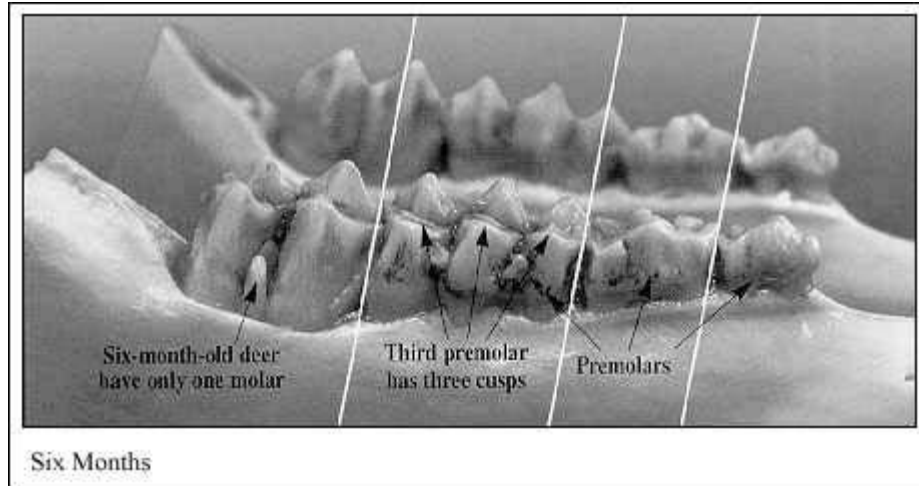 Six-month-old deer
have only one molar
Third premolar
has three cusps
Premolars
Six Months